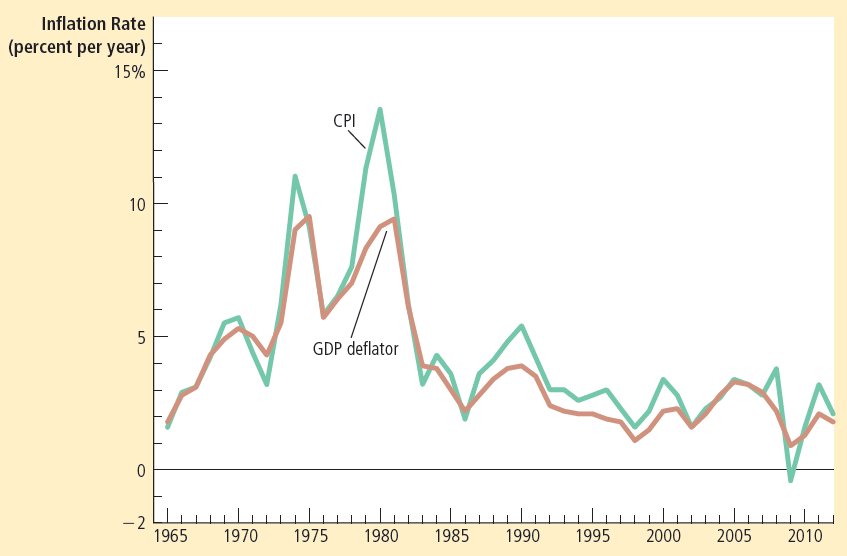 Inflation Rate
(percent per year)
15%
CPI
10
5
GDP deflator
0
−2
1965 1970 1975 1980 1985 1990 1995 2000 2005 2010